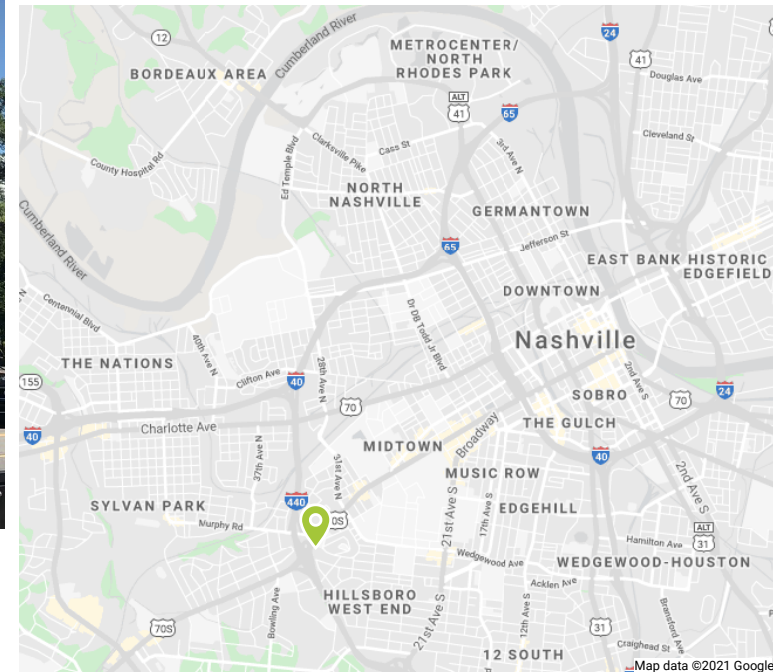 12
Cumberland River
24
METROCENTER/
NORTH
RHODES PARK
41
BORDEAUX AREA
Douglas Ave
ALT
41
65
Cleveland St
Clarksville Pike
Cass St
3rd Ave N
County Hospital Rd
Ed Temple Blvd
NORTH
NASHVILLE
GERMANTOWN
Cumberland River
65
Jefferson St
EAST BANK
HISTORIC
EDGEFIELD
DOWNTOWN
Centennial Blvd
Dr DB Todd Jr Blvd
40th Ave N
Nashville
THE NATIONS
28th Ave N
2nd Ave S
155
Clifton Ave
40
24
SOBRO
70
70
Charlotte Ave
THE GULCH
40
37th Ave N
MIDTOWN
Broadway
40
31st Ave N
MUSIC ROW
2nd Ave S
440
SYLVAN PARK
21st Ave S
17th Ave S
EDGEHILL
Murphy Rd
0S
ALT
31
Hamilton Ave
Wedgewood Ave
WEDGEWOOD-HOUSTON
Acklen Ave
HILLSBORO
WEST END
Bowling Ave
21st Ave S
12th Ave S
Bransford Ave
70S
31
Craighead St
12 SOUTH
Map data ©2021 Google